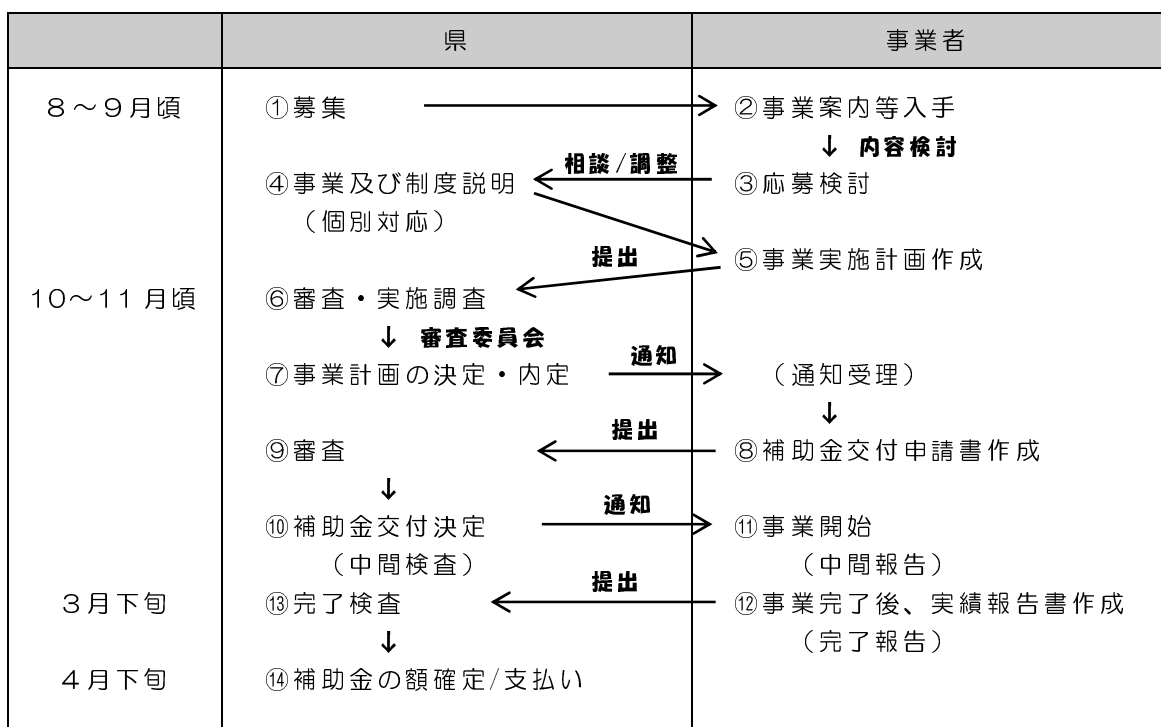 県 事業者
8～9月頃 ①募集 → ②事業案内等入手
↓ 内容検討
相談/調整
④事業及び制度説明 ③応募検討
（個別対応）
提出 ⑤事業実施計画作成
10～11月頃 ⑥審査・実施調査
↓ 審査委員会
通知
⑦事業計画の決定・内定 （通知受理）
↓
提出
⑨審査 ⑧補助金交付申請書作成
↓
通知
⑩補助金交付決定 ⑪事業開始
（中間検査） （中間報告）
提出
3月下旬 ⑬完了検査 ⑫事業完了後、実績報告書作成
↓ （完了報告）
4月下旬 ⑭補助金の額確定/支払い